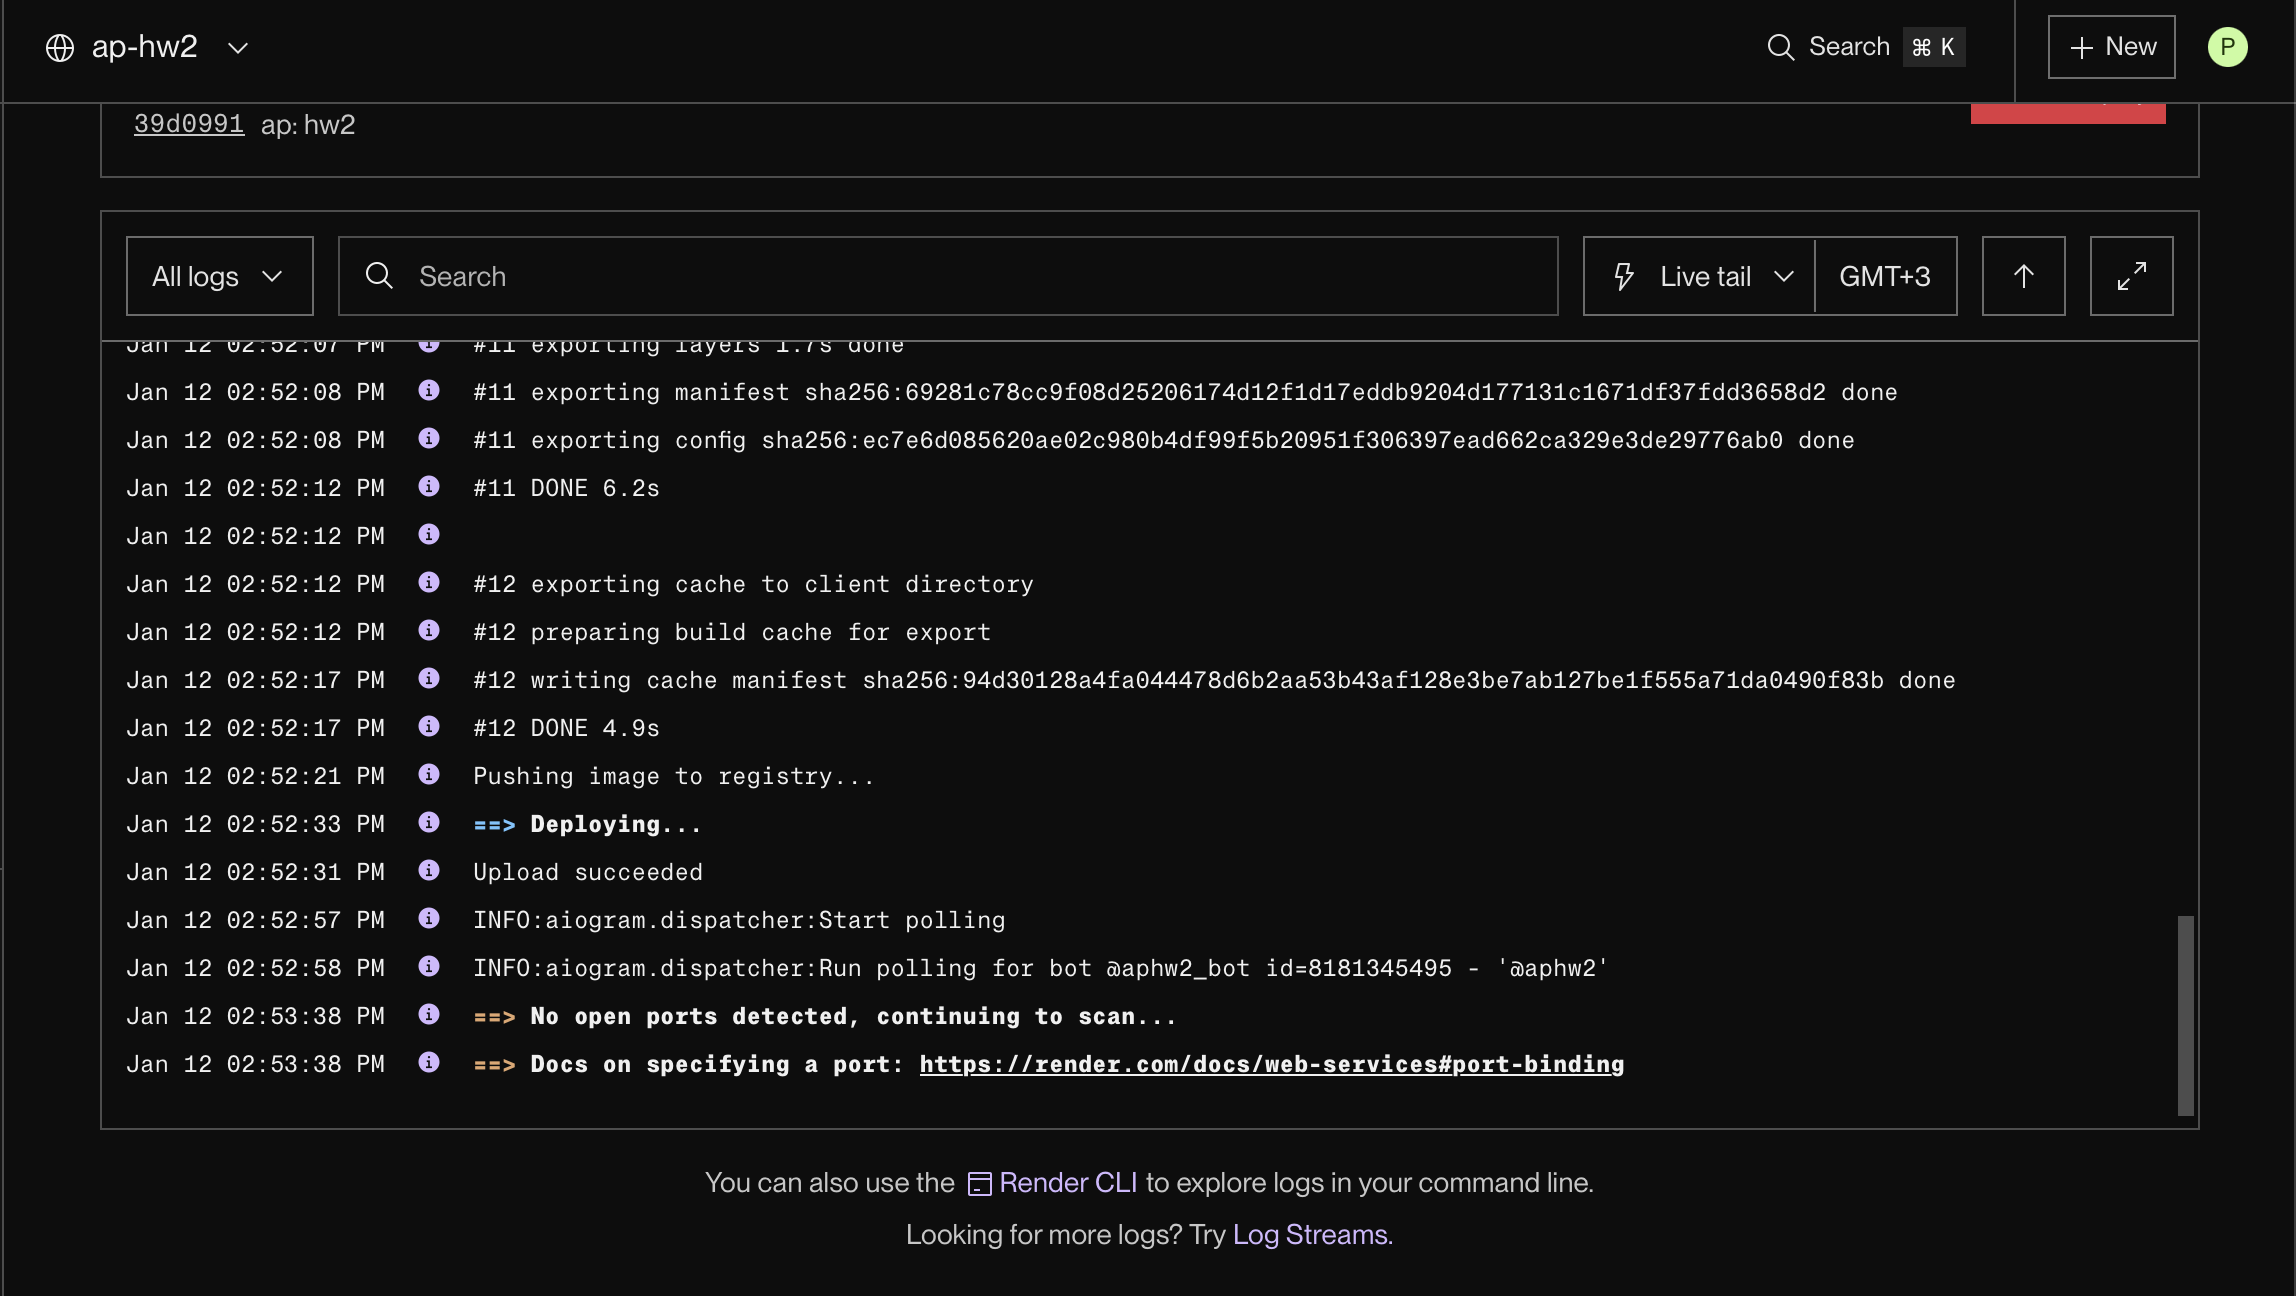 ap-hw2
Search ⌘ K
+ New
P
39d0991 ap: hw2
All logs
Search
Live tail
GMT+3
Jan 12 02:52:07 PM #11 exporting layers 1.7s done
Jan 12 02:52:08 PM #11 exporting manifest sha256:69281c78cc9f08d25206174d12f1d17eddb9204d177131c1671df37fdd3658d2 done
Jan 12 02:52:08 PM #11 exporting config sha256:ec7e6d085620ae02c980b4df99f5b20951f306397ead662ca329e3de29776ab0 done
Jan 12 02:52:12 PM #11 DONE 6.2s
Jan 12 02:52:12 PM
Jan 12 02:52:12 PM #12 exporting cache to client directory
Jan 12 02:52:12 PM #12 preparing build cache for export
Jan 12 02:52:17 PM #12 writing cache manifest sha256:94d30128a4fa044478d6b2aa53b43af128e3be7ab127be1f555a71da0490f83b done
Jan 12 02:52:17 PM #12 DONE 4.9s
Jan 12 02:52:21 PM Pushing image to registry...
Jan 12 02:52:33 PM ==> Deploying...
Jan 12 02:52:31 PM Upload succeeded
Jan 12 02:52:57 PM INFO:aiogram.dispatcher:Start polling
Jan 12 02:52:58 PM INFO:aiogram.dispatcher:Run polling for bot @aphw2_bot id=8181345495 - '@aphw2'
Jan 12 02:53:38 PM ==> No open ports detected, continuing to scan...
Jan 12 02:53:38 PM ==> Docs on specifying a port: https://render.com/docs/web-services#port-binding
You can also use the Render CLI to explore logs in your command line.
Looking for more logs? Try Log Streams.